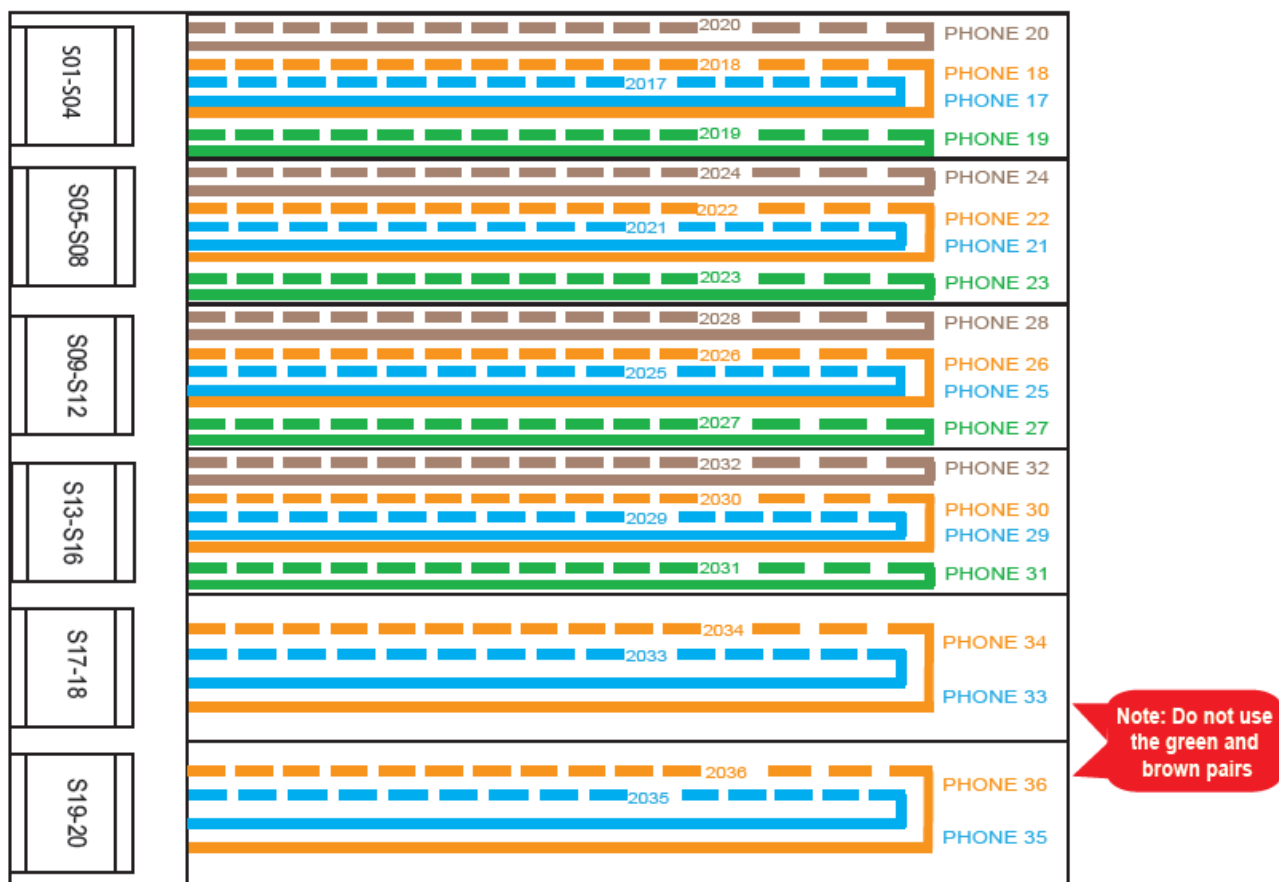 S01-S04
2020 PHONE 20
2018 PHONE 18
2017 PHONE 17
2019 PHONE 19
S05-S08
2024 PHONE 24
2022 PHONE 22
2021 PHONE 21
2023 PHONE 23
S09-S12
2028 PHONE 28
2026 PHONE 26
2025 PHONE 25
2027 PHONE 27
S13-S16
2032 PHONE 32
2030 PHONE 30
2029 PHONE 29
2031 PHONE 31
S17-18
2034 PHONE 34
2033 PHONE 33
Note: Do not use
the green and
brown pairs
S19-20
2036 PHONE 36
2035 PHONE 35